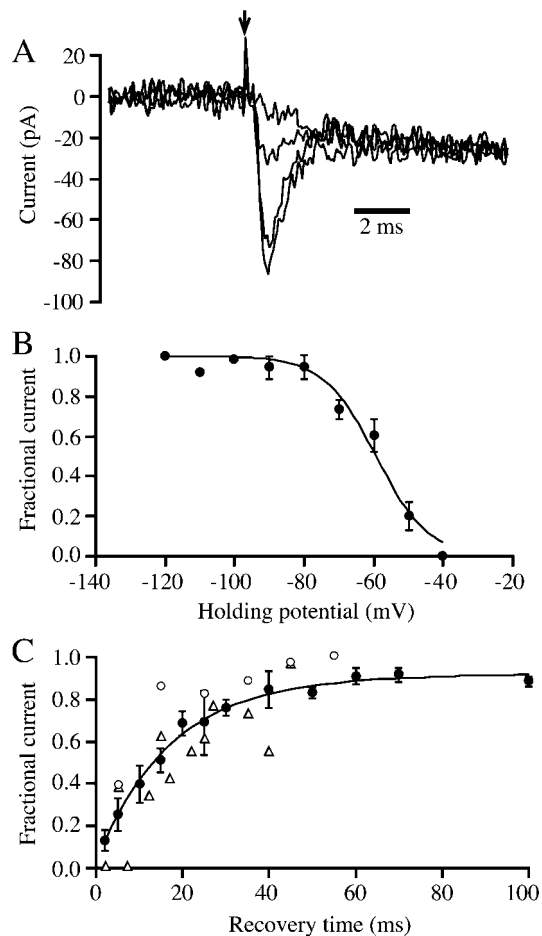 A
20
0
-20
-40
-60
-80
-100
Current (pA)
2 ms
B
1.0
0.8
0.6
0.4
0.2
0.0
Fractional current
-140 -120 -100 -80 -60 -40 -20
Holding potential (mV)
C
1.0
0.8
0.6
0.4
0.2
0.0
Fractional current
0 20 40 60 80 100
Recovery time (ms)